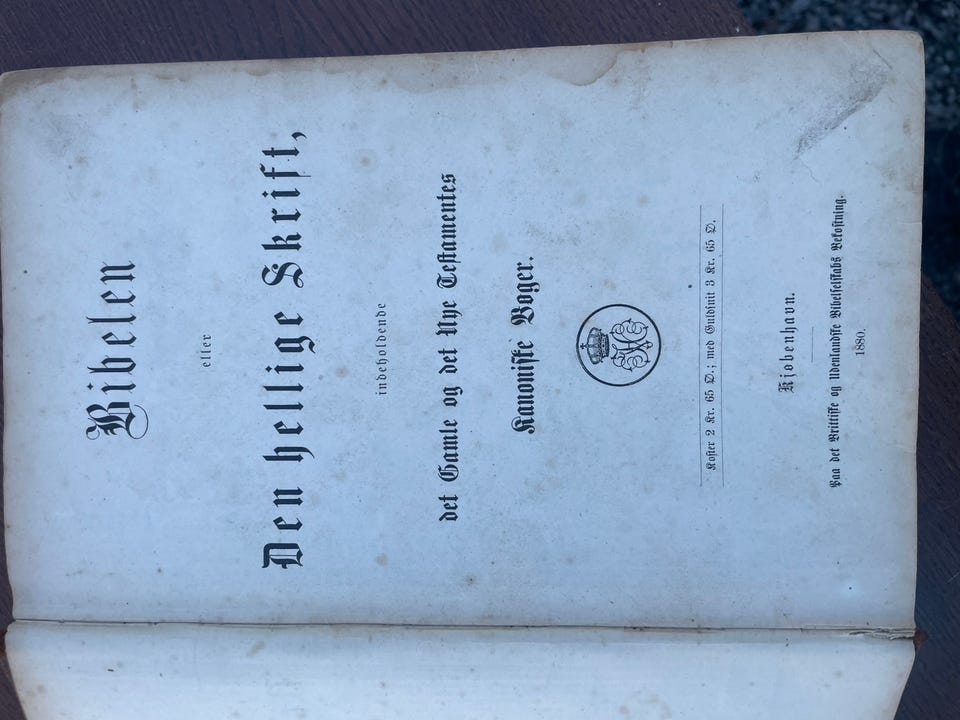 Bibelen
eller
Den hellige Skrift,
indeholdende
det Gamle og det Nye Testamentes
Kanoniske Bøger.
Koster 2 Kr. 65 Ø.; med Guldsnit 3 Kr. 65 Ø.
Kjøbenhavn.
Paa det Brittiske og Udenlandske Bibelselskabs Bekostning.
1880.